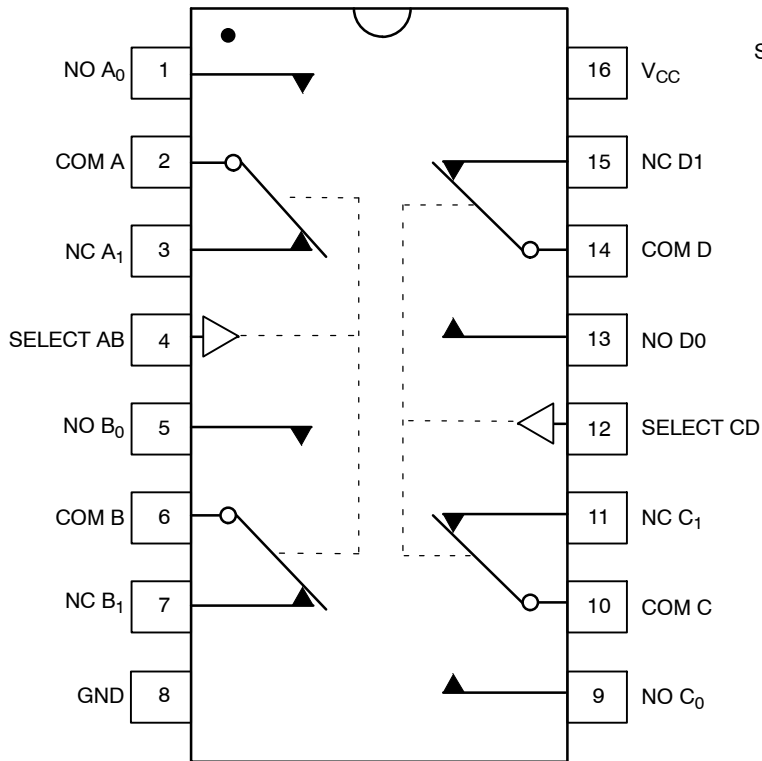 NO A₀ 1
COM A 2
NC A₁ 3
SELECT AB 4
NO B₀ 5
COM B 6
NC B₁ 7
GND 8
S
16 V_CC
15 NC D1
14 COM D
13 NO D0
12 SELECT CD
11 NC C₁
10 COM C
9 NO C₀